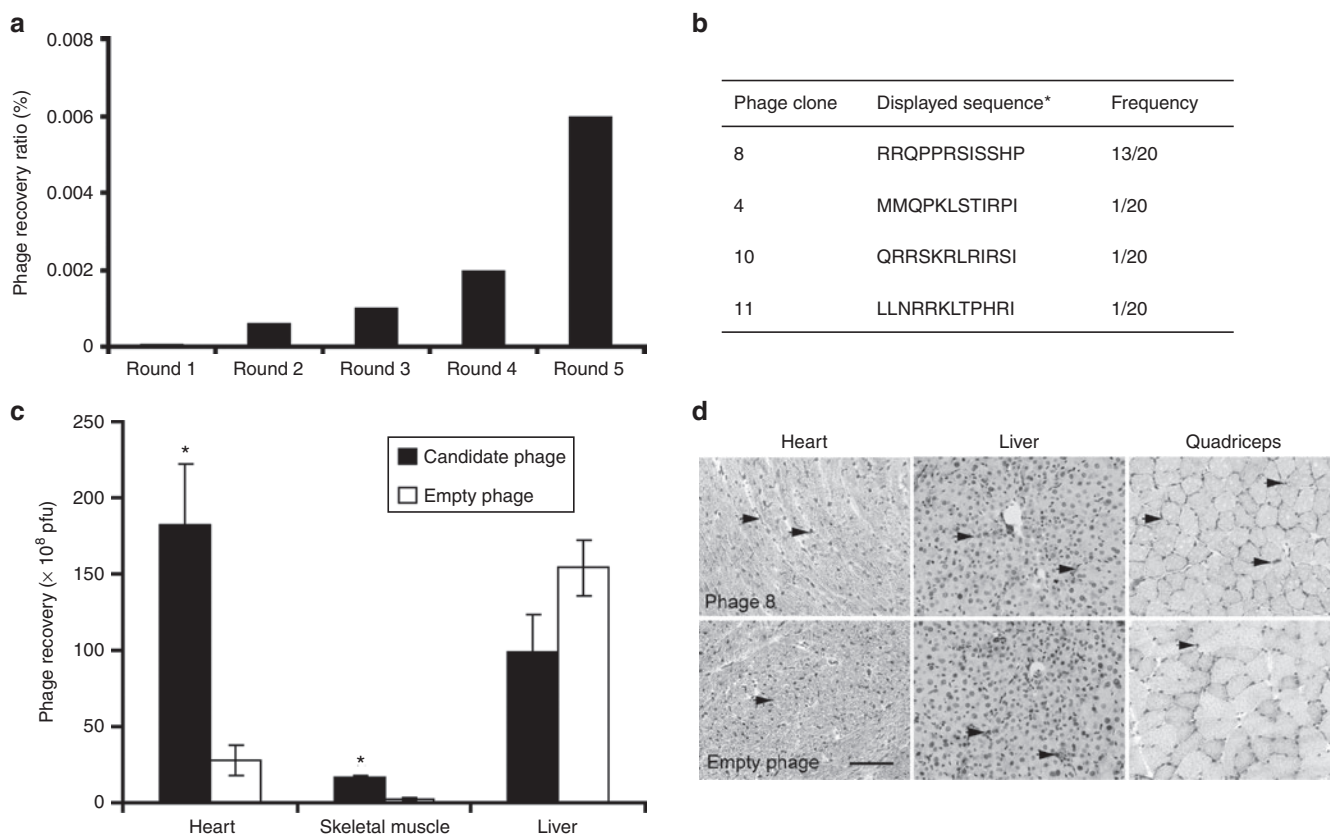 a
Phage recovery ratio (%)
0.008
0.006
0.004
0.002
0
Round 1 Round 2 Round 3 Round 4 Round 5
b
Phage clone Displayed sequence* Frequency
8 RRQPPRSISSHP 13/20
4 MMQPKLSTIRPI 1/20
10 QRRSKRLRIRSI 1/20
11 LLNRRKLTPHRI 1/20
c
Phage recovery (× 10⁸ pfu)
250
200
150
100
50
0
*
*
Candidate phage
Empty phage
Heart Skeletal muscle Liver
d
Heart Liver Quadriceps
Phage 8
Empty phage